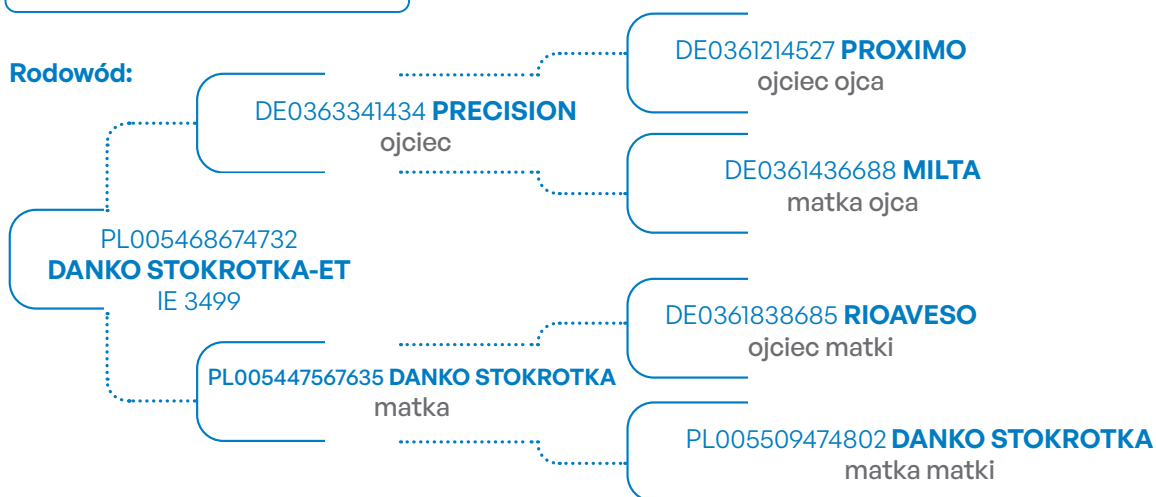 Rodowód:
DE0361214527 PROXIMO
ojciec ojca
DE0363341434 PRECISION
ojciec
DE0361436688 MILTA
matka ojca
PL005468674732
DANKO STOKROTKA-ET
IE 3499
DE0361838685 RIOAVESO
ojciec matki
PL005447567635 DANKO STOKROTKA
matka
PL005509474802 DANKO STOKROTKA
matka matki